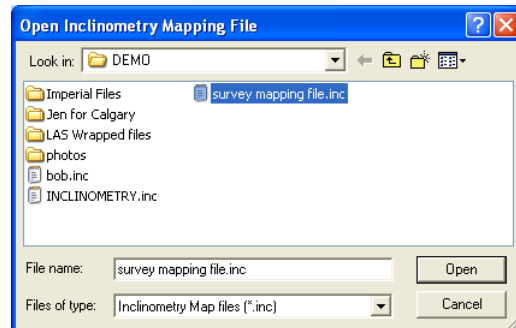 Open Inclinometry Mapping File
Look in: DEMO
Imperial Files
survey mapping file.inc
Jen for Calgary
LAS Wrapped files
photos
bob.inc
INCLINOMETRY.inc
File name: survey mapping file.inc Open
Files of type: Inclinometry Map files (*.inc) Cancel